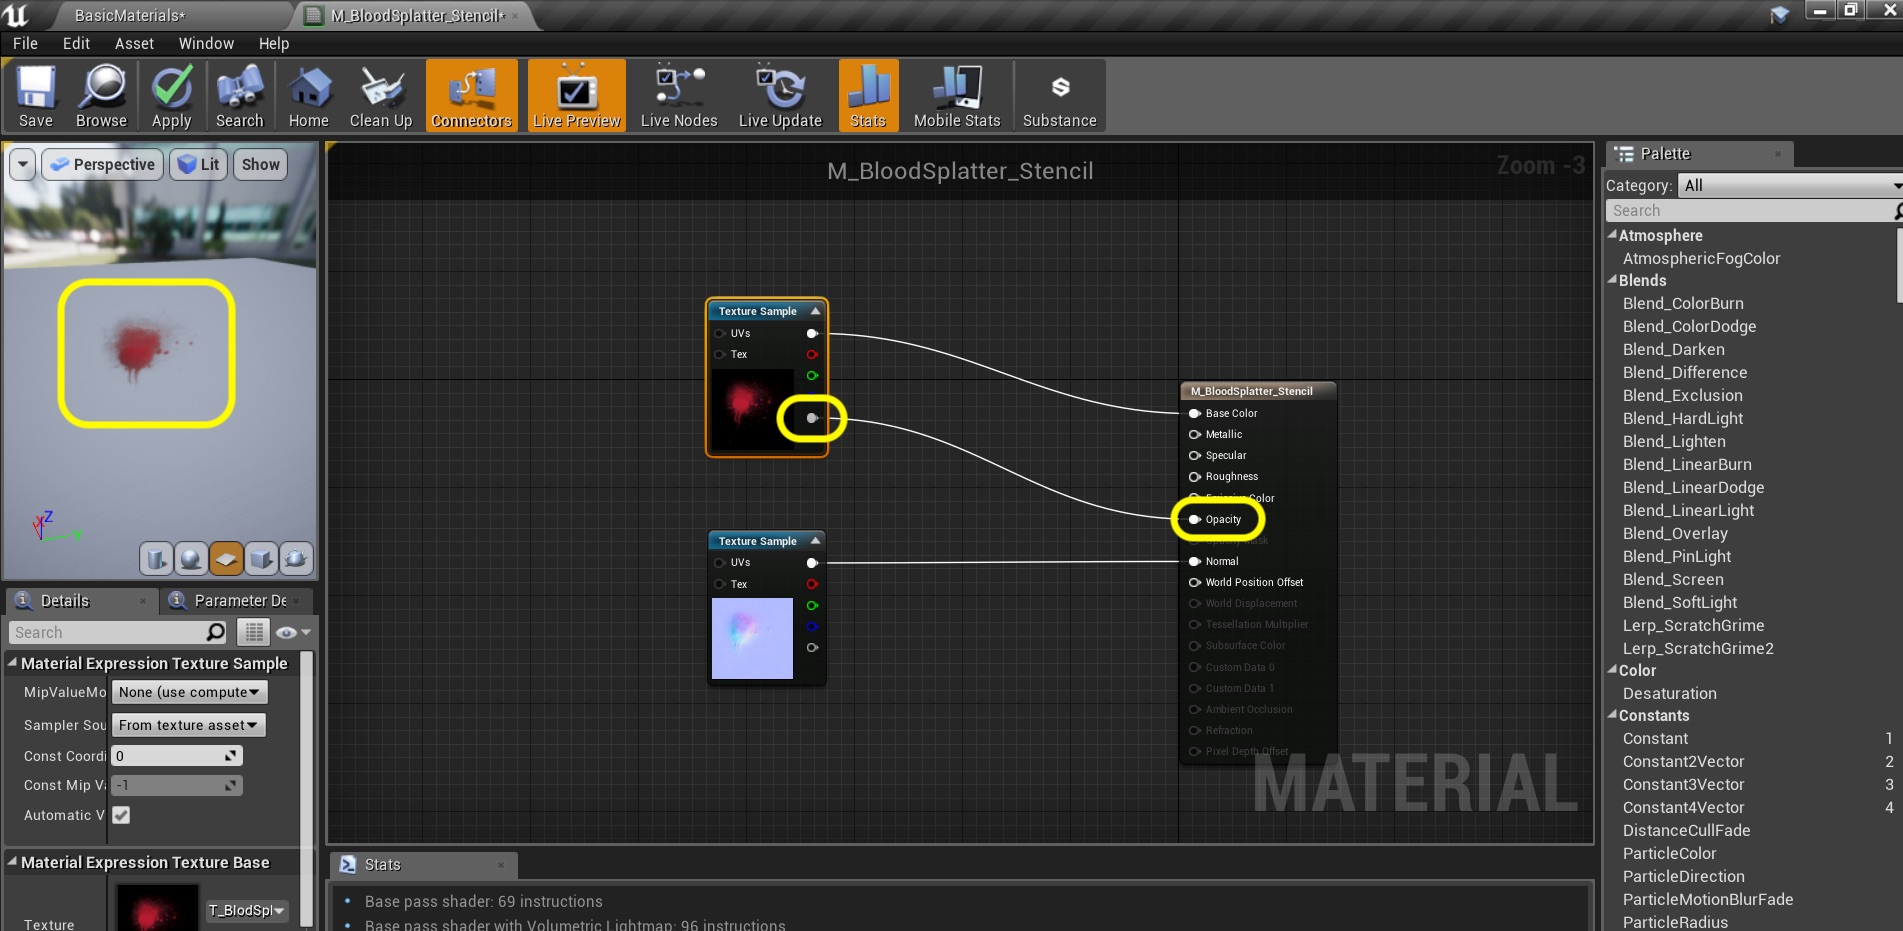 BasicMaterials*
M_BloodSplatter_Stencil*
File Edit Asset Window Help
Save Browse Apply Search Home Clean Up Connectors Live Preview Live Nodes Live Update Stats Mobile Stats Substance
Perspective Lit Show
M_BloodSplatter_Stencil
Zoom -3
Texture Sample
UVs
Tex
Texture Sample
UVs
Tex
M_BloodSplatter_Stencil
Base Color
Metallic
Specular
Roughness
Emissive Color
Opacity
Opacity Mask
Normal
World Position Offset
World Displacement
Tessellation Multiplier
Subsurface Color
Custom Data 0
Custom Data 1
Ambient Occlusion
Refraction
Pixel Depth Offset
MATERIAL
Z
X
Y
Details
Parameter De
Search
Material Expression Texture Sample
MipValueMo None (use compute
Sampler Sou From texture asset
Const Coordi 0
Const Mip Va -1
Automatic V
Material Expression Texture Base
Texture T_BlodSpl
Stats
Base pass shader: 69 instructions
Base pass shader with Volumetric Lightmap: 96 instructions
Palette
Category: All
Search
Atmosphere
AtmosphericFogColor
Blends
Blend_ColorBurn
Blend_ColorDodge
Blend_Darken
Blend_Difference
Blend_Exclusion
Blend_HardLight
Blend_Lighten
Blend_LinearBurn
Blend_LinearDodge
Blend_LinearLight
Blend_Overlay
Blend_PinLight
Blend_Screen
Blend_SoftLight
Lerp_ScratchGrime
Lerp_ScratchGrime2
Color
Desaturation
Constants
Constant 1
Constant2Vector 2
Constant3Vector 3
Constant4Vector 4
DistanceCullFade
ParticleColor
ParticleDirection
ParticleMotionBlurFade
ParticleRadius